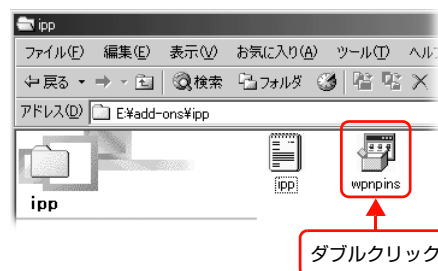 ipp
ファイル(F) 編集(E) 表示(V) お気に入り(A) ツール(T) ヘル
戻る 検索 フォルダ
アドレス(D) E:¥add-ons¥ipp
ipp
ipp wpnpins
ダブルクリック